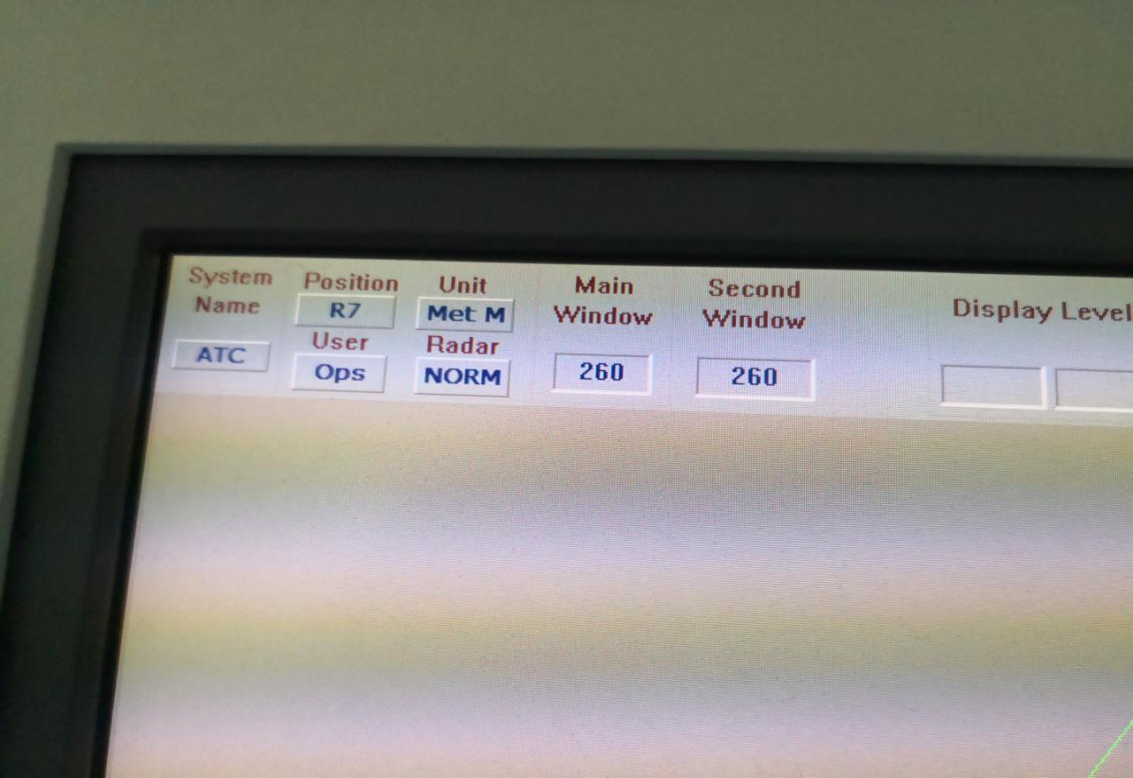 System Name
ATC
Position
R7
User
Ops
Unit
Met M
Radar
NORM
Main Window
260
Second Window
260
Display Level